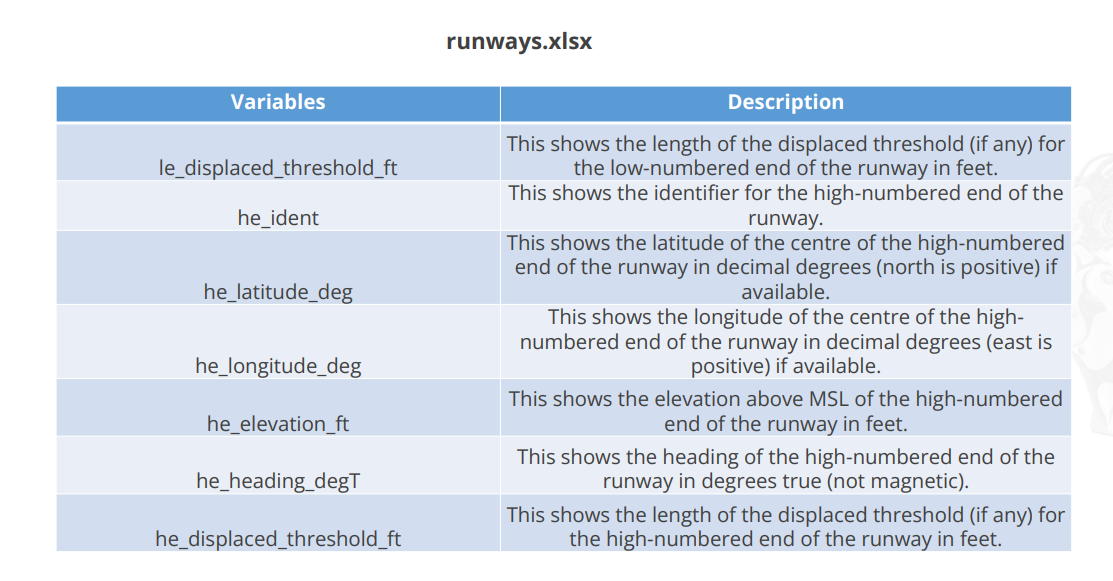 runways.xlsx
Variables Description
le_displaced_threshold_ft
This shows the length of the displaced threshold (if any) for
the low-numbered end of the runway in feet.
he_ident
This shows the identifier for the high-numbered end of the
runway.
he_latitude_deg
This shows the latitude of the centre of the high-numbered
end of the runway in decimal degrees (north is positive) if
available.
he_longitude_deg
This shows the longitude of the centre of the high-
numbered end of the runway in decimal degrees (east is
positive) if available.
he_elevation_ft
This shows the elevation above MSL of the high-numbered
end of the runway in feet.
he_heading_degT
This shows the heading of the high-numbered end of the
runway in degrees true (not magnetic).
he_displaced_threshold_ft
This shows the length of the displaced threshold (if any) for
the high-numbered end of the runway in feet.